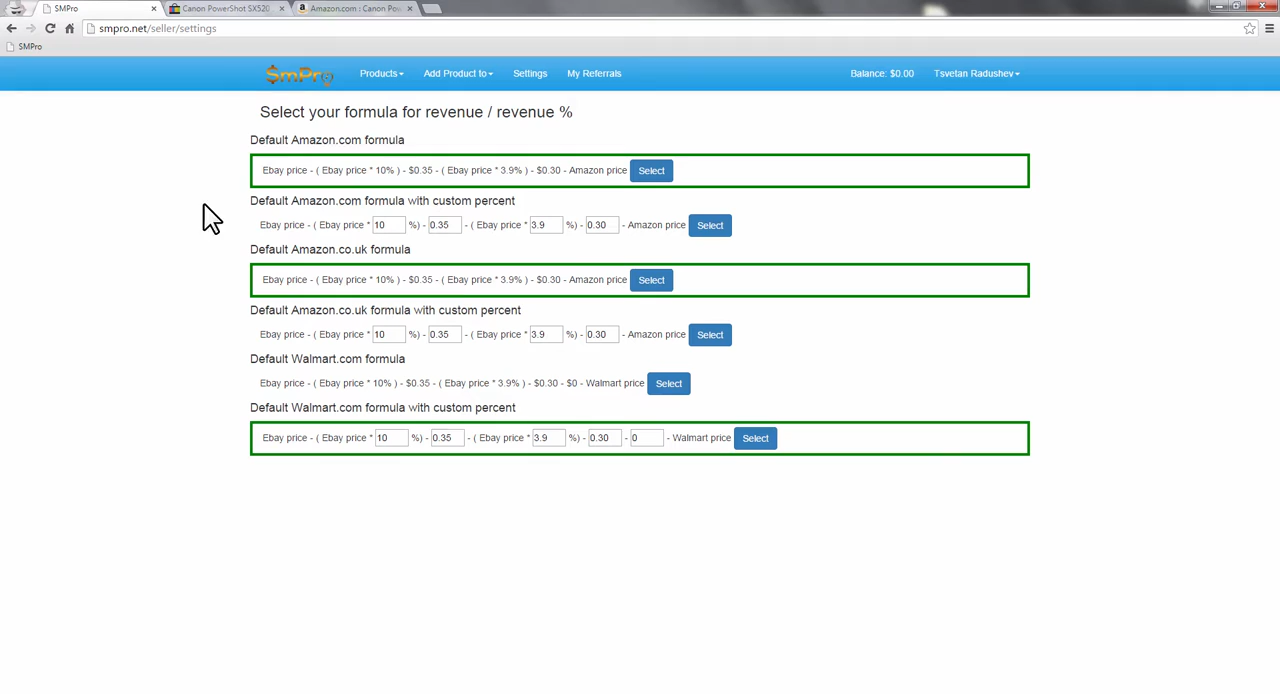 SMPro
Canon PowerShot SX520
Amazon.com : Canon Pow
smpro.net/seller/settings
SMPro
$mPro
Products
Add Product to
Settings
My Referrals
Balance: $0.00
Tsvetan Radushev
Select your formula for revenue / revenue %
Default Amazon.com formula
Ebay price - ( Ebay price * 10% ) - $0.35 - ( Ebay price * 3.9% ) - $0.30 - Amazon price Select
Default Amazon.com formula with custom percent
Ebay price - ( Ebay price * 10 %) - 0.35 - ( Ebay price * 3.9 %) - 0.30 - Amazon price Select
Default Amazon.co.uk formula
Ebay price - ( Ebay price * 10% ) - $0.35 - ( Ebay price * 3.9% ) - $0.30 - Amazon price Select
Default Amazon.co.uk formula with custom percent
Ebay price - ( Ebay price * 10 %) - 0.35 - ( Ebay price * 3.9 %) - 0.30 - Amazon price Select
Default Walmart.com formula
Ebay price - ( Ebay price * 10% ) - $0.35 - ( Ebay price * 3.9% ) - $0.30 - $0 - Walmart price Select
Default Walmart.com formula with custom percent
Ebay price - ( Ebay price * 10 %) - 0.35 - ( Ebay price * 3.9 %) - 0.30 - 0 - Walmart price Select